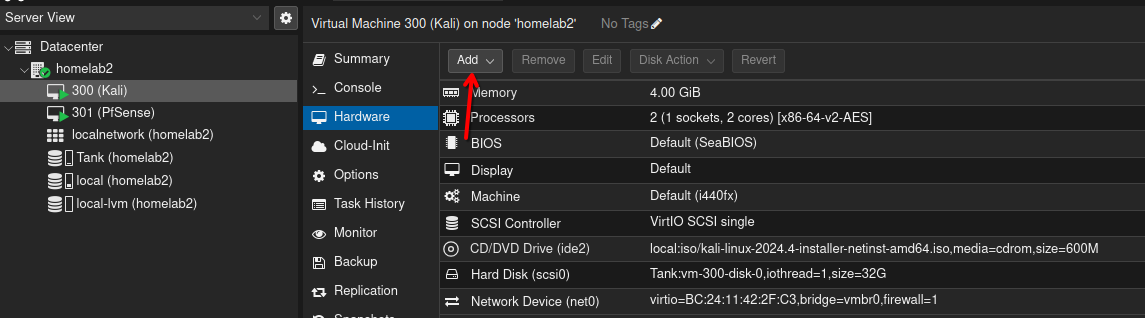 Server View
Datacenter
homelab2
300 (Kali)
301 (PfSense)
localnetwork (homelab2)
Tank (homelab2)
local (homelab2)
local-lvm (homelab2)
Virtual Machine 300 (Kali) on node 'homelab2' No Tags
Summary
Console
Hardware
Cloud-Init
Options
Task History
Monitor
Backup
Replication
Snapshots
Add Remove Edit Disk Action Revert
Memory 4.00 GiB
Processors 2 (1 sockets, 2 cores) [x86-64-v2-AES]
BIOS Default (SeaBIOS)
Display Default
Machine Default (i440fx)
SCSI Controller VirtIO SCSI single
CD/DVD Drive (ide2) local:iso/kali-linux-2024.4-installer-netinst-amd64.iso,media=cdrom,size=600M
Hard Disk (scsi0) Tank:vm-300-disk-0,iothread=1,size=32G
Network Device (net0) virtio=BC:24:11:42:2F:C3,bridge=vmbr0,firewall=1